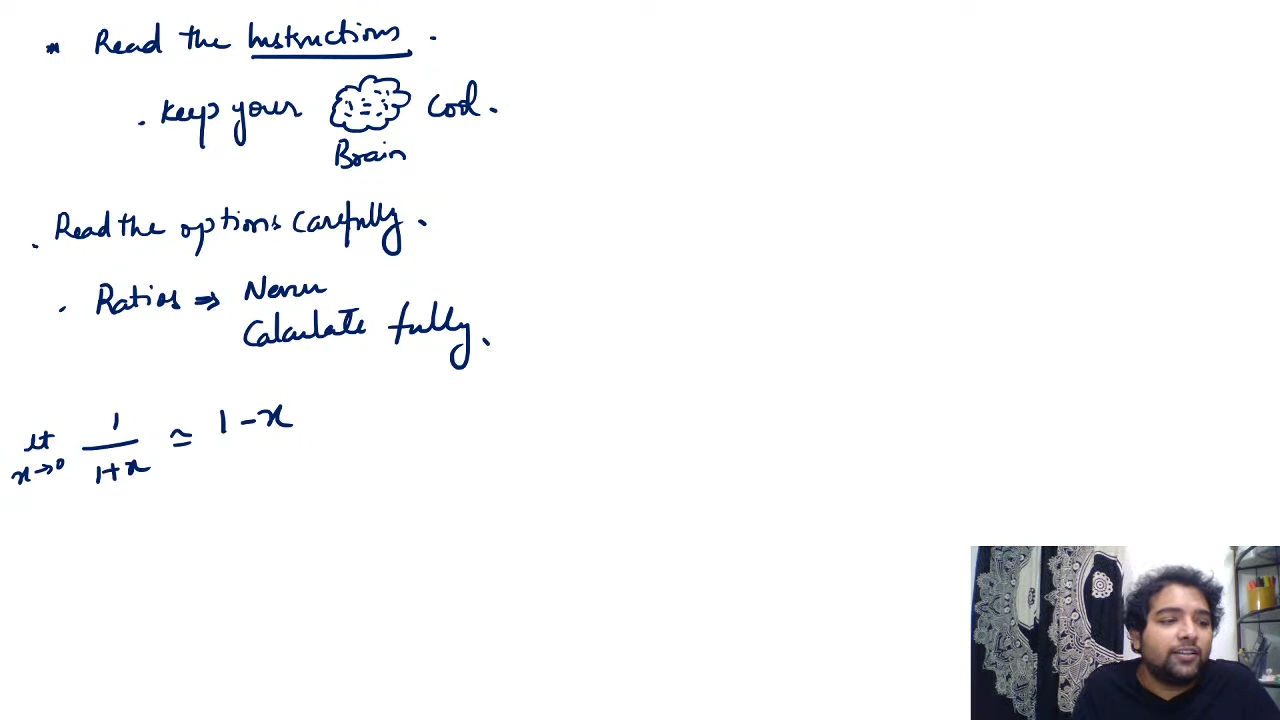 * Read the Instructions .
. Keep your cool .
Brain
. Read the options carefully .
. Ratios ⇒ Never
Calculate fully .
lt x→0 1/(1+x) ≃ 1-x